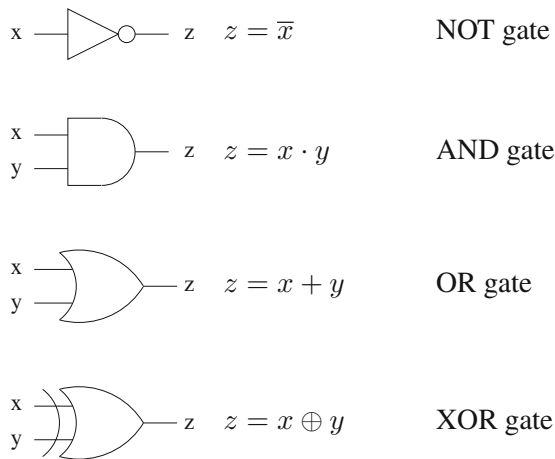 x z z = x̅ NOT gate
x
y z z = x · y AND gate
x
y z z = x + y OR gate
x
y z z = x ⊕ y XOR gate